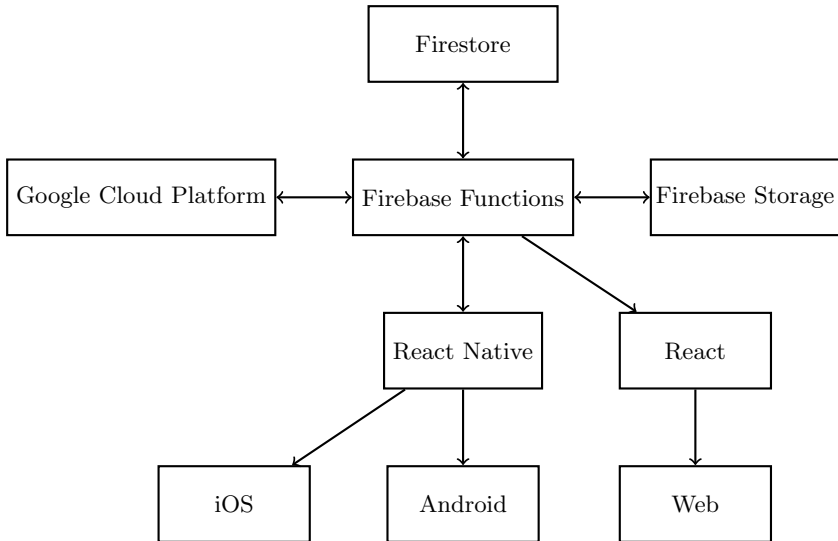 Firestore
Google Cloud Platform
Firebase Functions
Firebase Storage
React Native
React
iOS
Android
Web